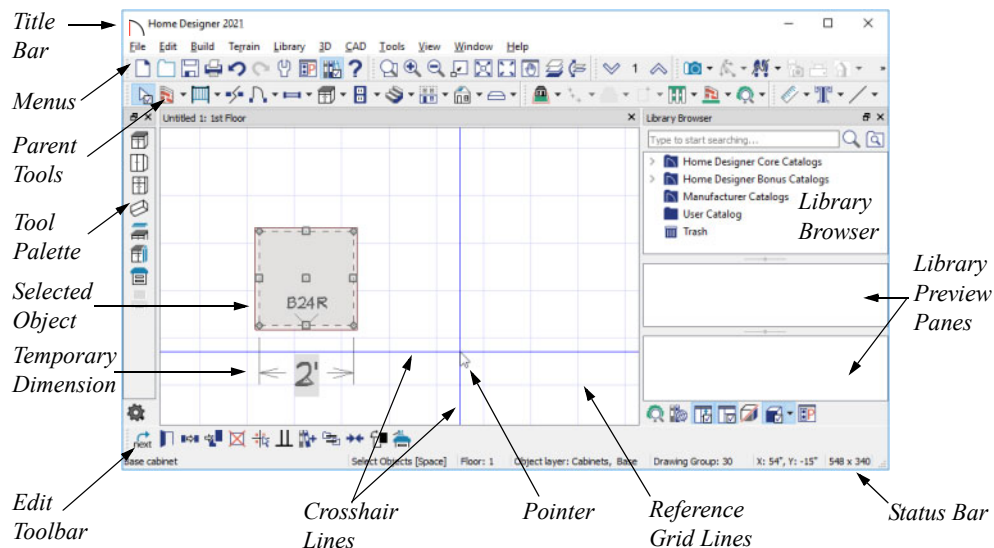 Title
Bar
Menus
Parent
Tools
Tool
Palette
Selected
Object
Temporary
Dimension
Edit
Toolbar
Home Designer 2021
File Edit Build Terrain Library 3D CAD Tools View Window Help
1
Untitled 1: 1st Floor
B24R
2'
Library Browser
Type to start searching...
Home Designer Core Catalogs
Home Designer Bonus Catalogs
Manufacturer Catalogs
User Catalog
Trash
Library
Browser
Library
Preview
Panes
next
Base cabinet Select Objects [Space] Floor: 1 Object layer: Cabinets, Base Drawing Group: 30 X: 54", Y: -15" 548 x 340
Crosshair
Lines
Pointer
Reference
Grid Lines
Status Bar